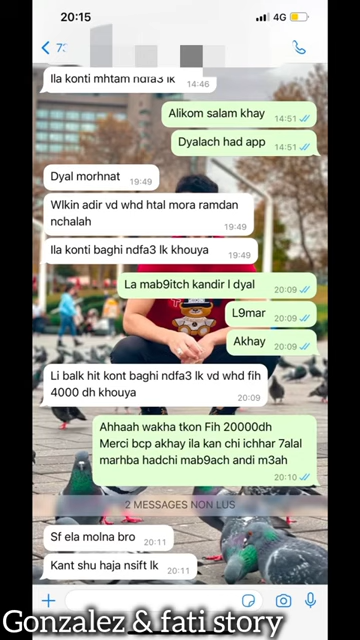 20:15
4G
73
Ila konti mhtam ndfa3 lk
14:46
Alikom salam khay
14:51
Dyalach had app
14:51
Dyal morhnat
19:49
Wlkin adir vd whd htal mora ramdan
nchalah
19:49
Ila konti baghi ndfa3 lk khouya
19:49
La mab9itch kandir l dyal
20:09
L9mar
20:09
Akhay
20:09
Li balk hit kont baghi ndfa3 lk vd whd fih
4000 dh khouya
20:09
Ahhaah wakha tkon Fih 20000dh
Merci bcp akhay ila kan chi ichhar 7alal
marhba hadchi mab9ach andi m3ah
20:10
2 MESSAGES NON LUS
Sf ela molna bro
20:11
Kant shu haja nsift lk
20:11
Gonzalez & fati story